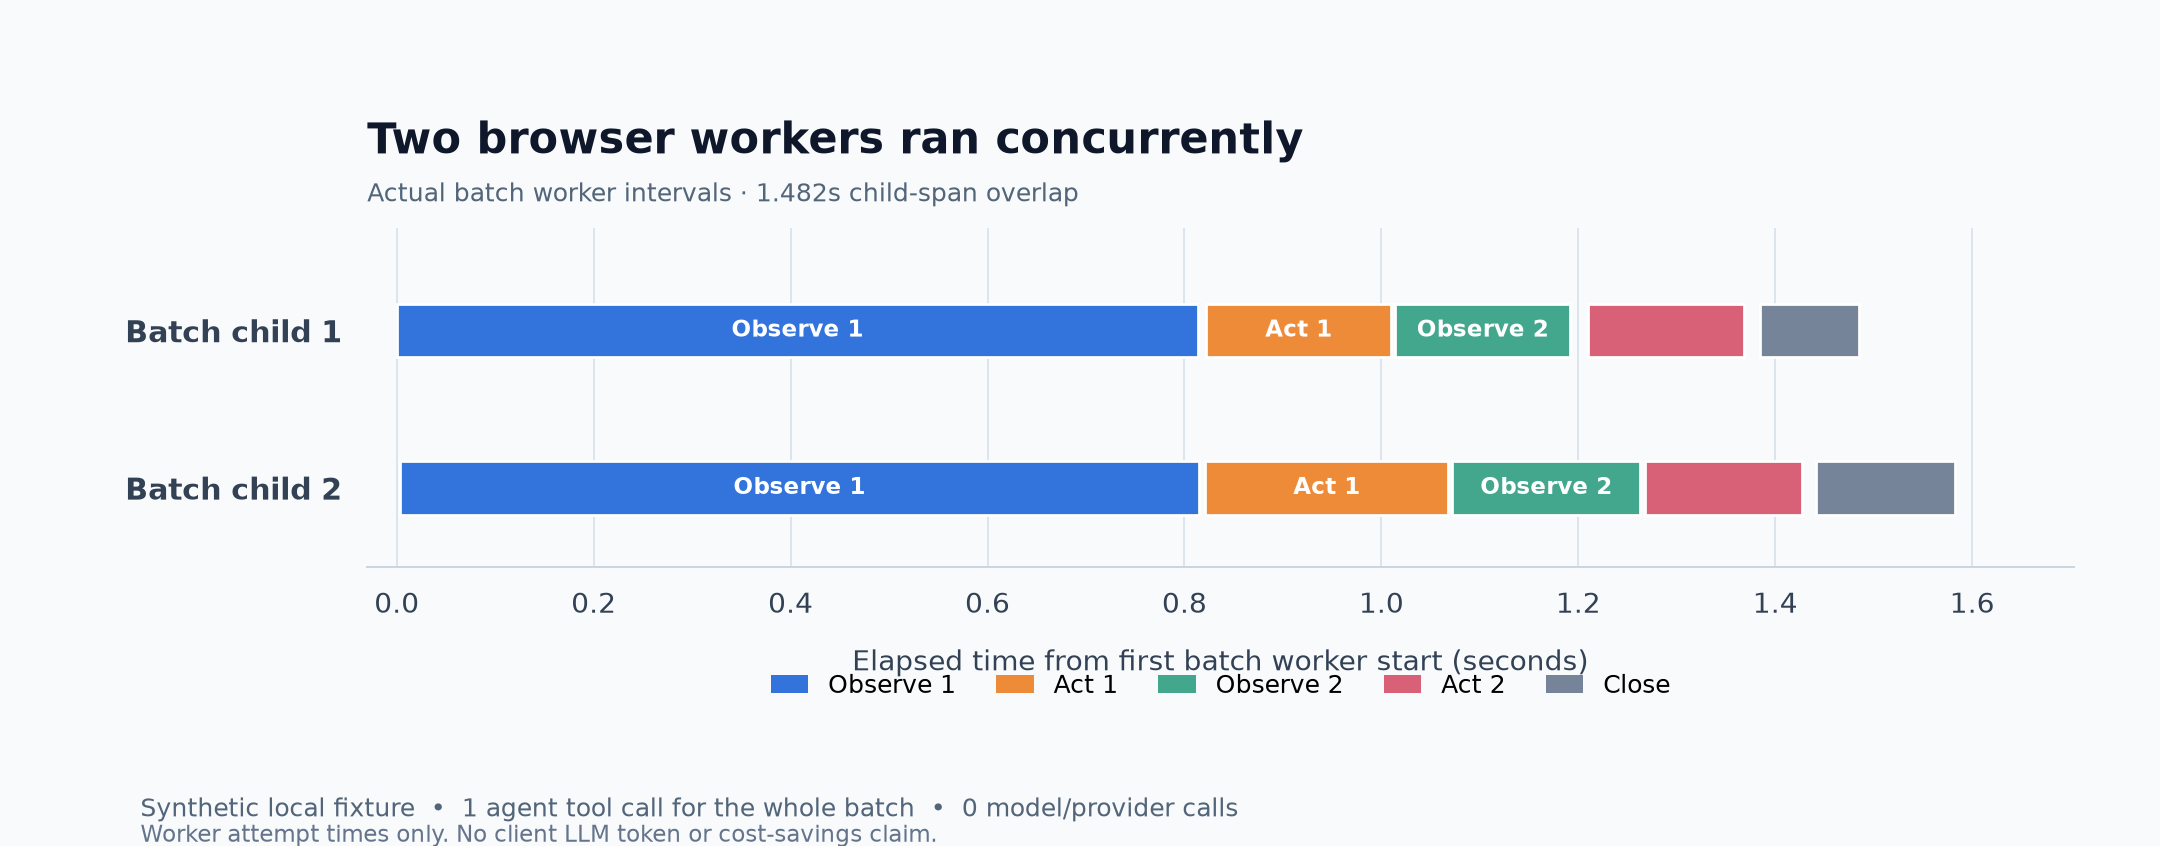 Two browser workers ran concurrently
Actual batch worker intervals · 1.482s child-span overlap
Batch child 1
Observe 1
Act 1
Observe 2
Batch child 2
Observe 1
Act 1
Observe 2
0.0 0.2 0.4 0.6 0.8 1.0 1.2 1.4 1.6
Elapsed time from first batch worker start (seconds)
Observe 1 Act 1 Observe 2 Act 2 Close
Synthetic local fixture • 1 agent tool call for the whole batch • 0 model/provider calls
Worker attempt times only. No client LLM token or cost-savings claim.